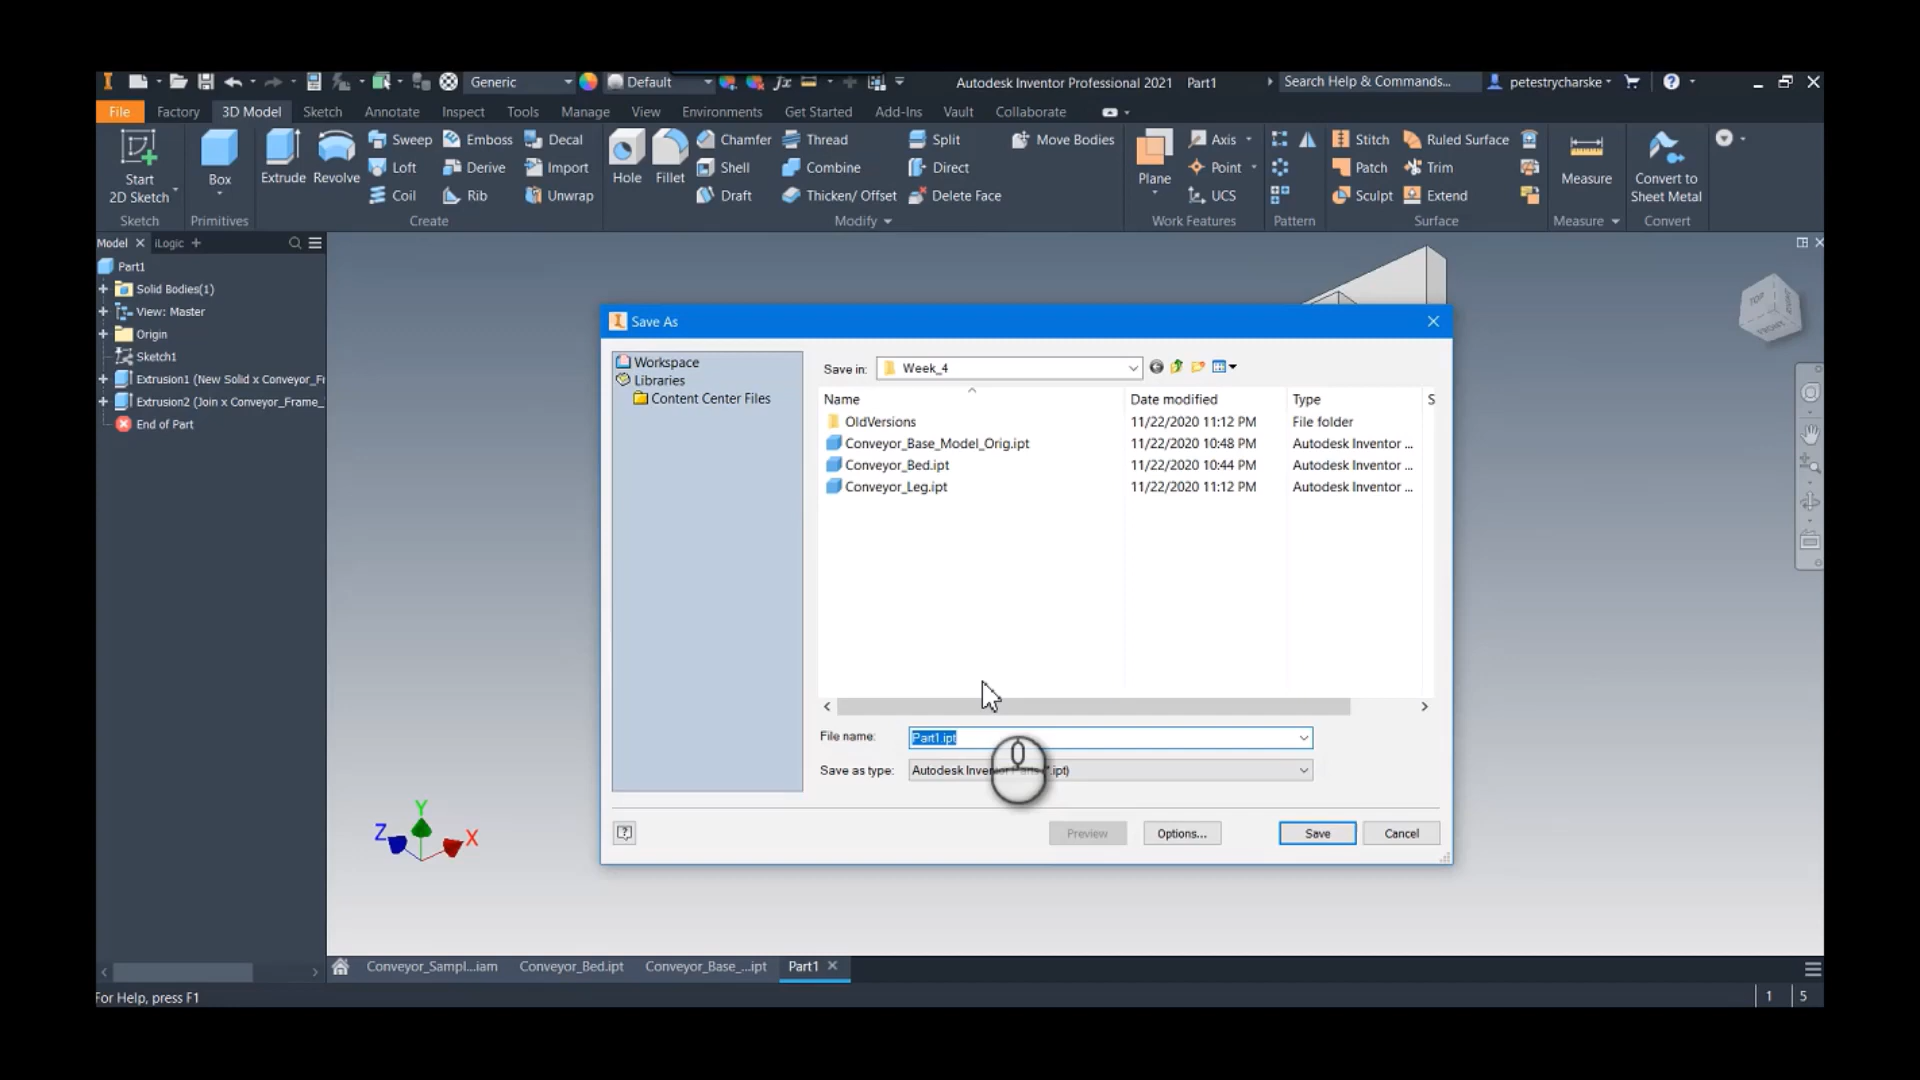 Generic
Default
Autodesk Inventor Professional 2021 Part1
Search Help & Commands...
petestrycharske
File Factory 3D Model Sketch Annotate Inspect Tools Manage View Environments Get Started Add-Ins Vault Collaborate
Start
2D Sketch
Sketch
Box
Primitives
Extrude
Revolve
Sweep
Loft
Coil
Emboss
Derive
Rib
Decal
Import
Unwrap
Create
Hole
Fillet
Chamfer
Shell
Draft
Thread
Combine
Thicken/ Offset
Split
Direct
Delete Face
Move Bodies
Modify
Plane
Axis
Point
UCS
Work Features
Pattern
Stitch
Patch
Sculpt
Ruled Surface
Trim
Extend
Surface
Measure
Measure
Convert to
Sheet Metal
Convert
Model
iLogic
Part1
Solid Bodies(1)
View: Master
Origin
Sketch1
Extrusion1 (New Solid x Conveyor_F
Extrusion2 (Join x Conveyor_Frame_
End of Part
TOP
FRONT
Save As
Workspace
Libraries
Content Center Files
Save in: Week_4
Name Date modified Type S
OldVersions 11/22/2020 11:12 PM File folder
Conveyor_Base_Model_Orig.ipt 11/22/2020 10:48 PM Autodesk Inventor ...
Conveyor_Bed.ipt 11/22/2020 10:44 PM Autodesk Inventor ...
Conveyor_Leg.ipt 11/22/2020 11:12 PM Autodesk Inventor ...
File name: Part1.ipt
Save as type: Autodesk Inventor Parts (*.ipt)
Preview Options... Save Cancel
Y
Z
X
Conveyor_Sampl...iam Conveyor_Bed.ipt Conveyor_Base_...ipt Part1
For Help, press F1
1 5